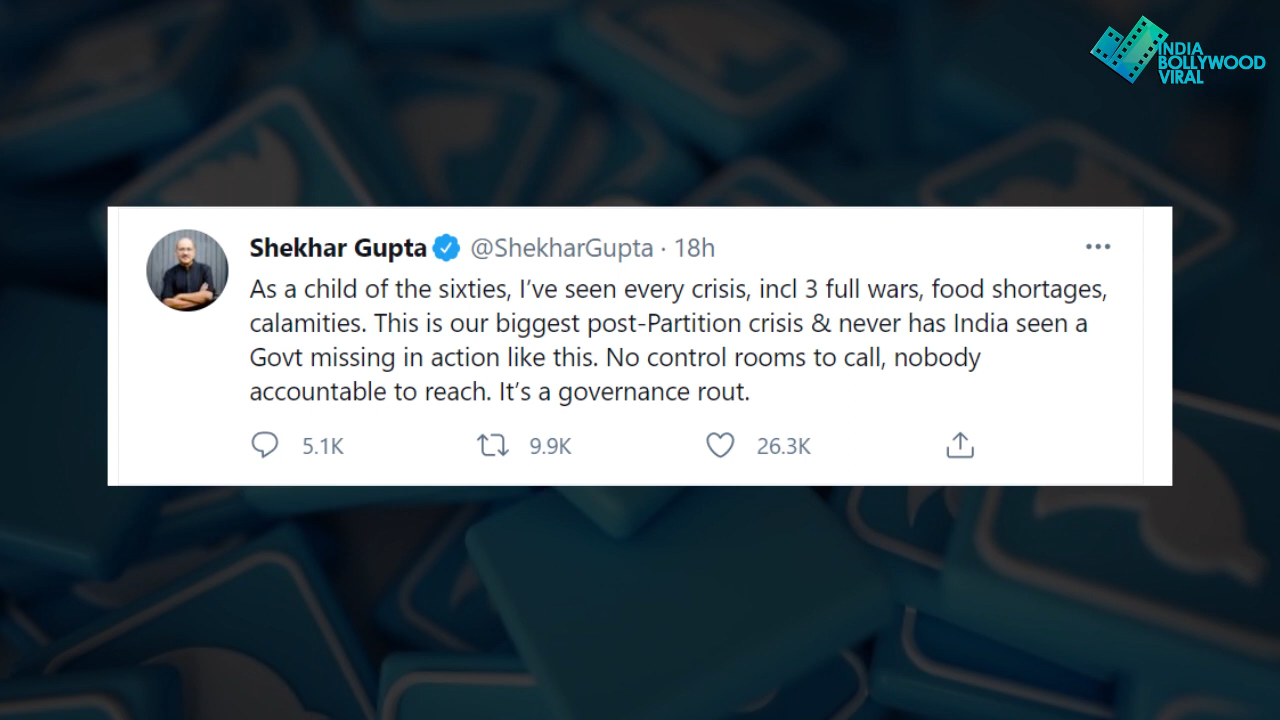 INDIA
BOLLYWOOD
VIRAL
Shekhar Gupta @ShekharGupta · 18h
As a child of the sixties, I’ve seen every crisis, incl 3 full wars, food shortages,
calamities. This is our biggest post-Partition crisis & never has India seen a
Govt missing in action like this. No control rooms to call, nobody
accountable to reach. It’s a governance rout.
5.1K 9.9K 26.3K